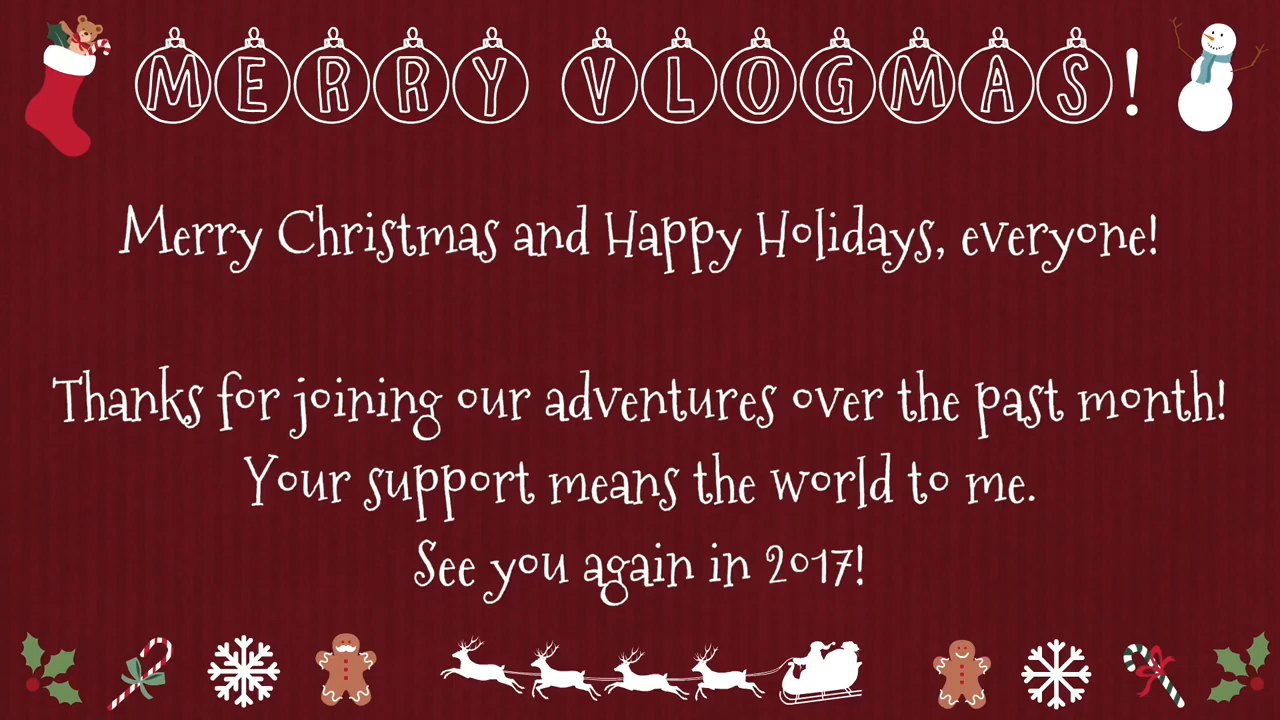 MERRY VLOGMAS!
Merry Christmas and Happy Holidays, everyone!
Thanks for joining our adventures over the past month!
Your support means the world to me.
See you again in 2017!